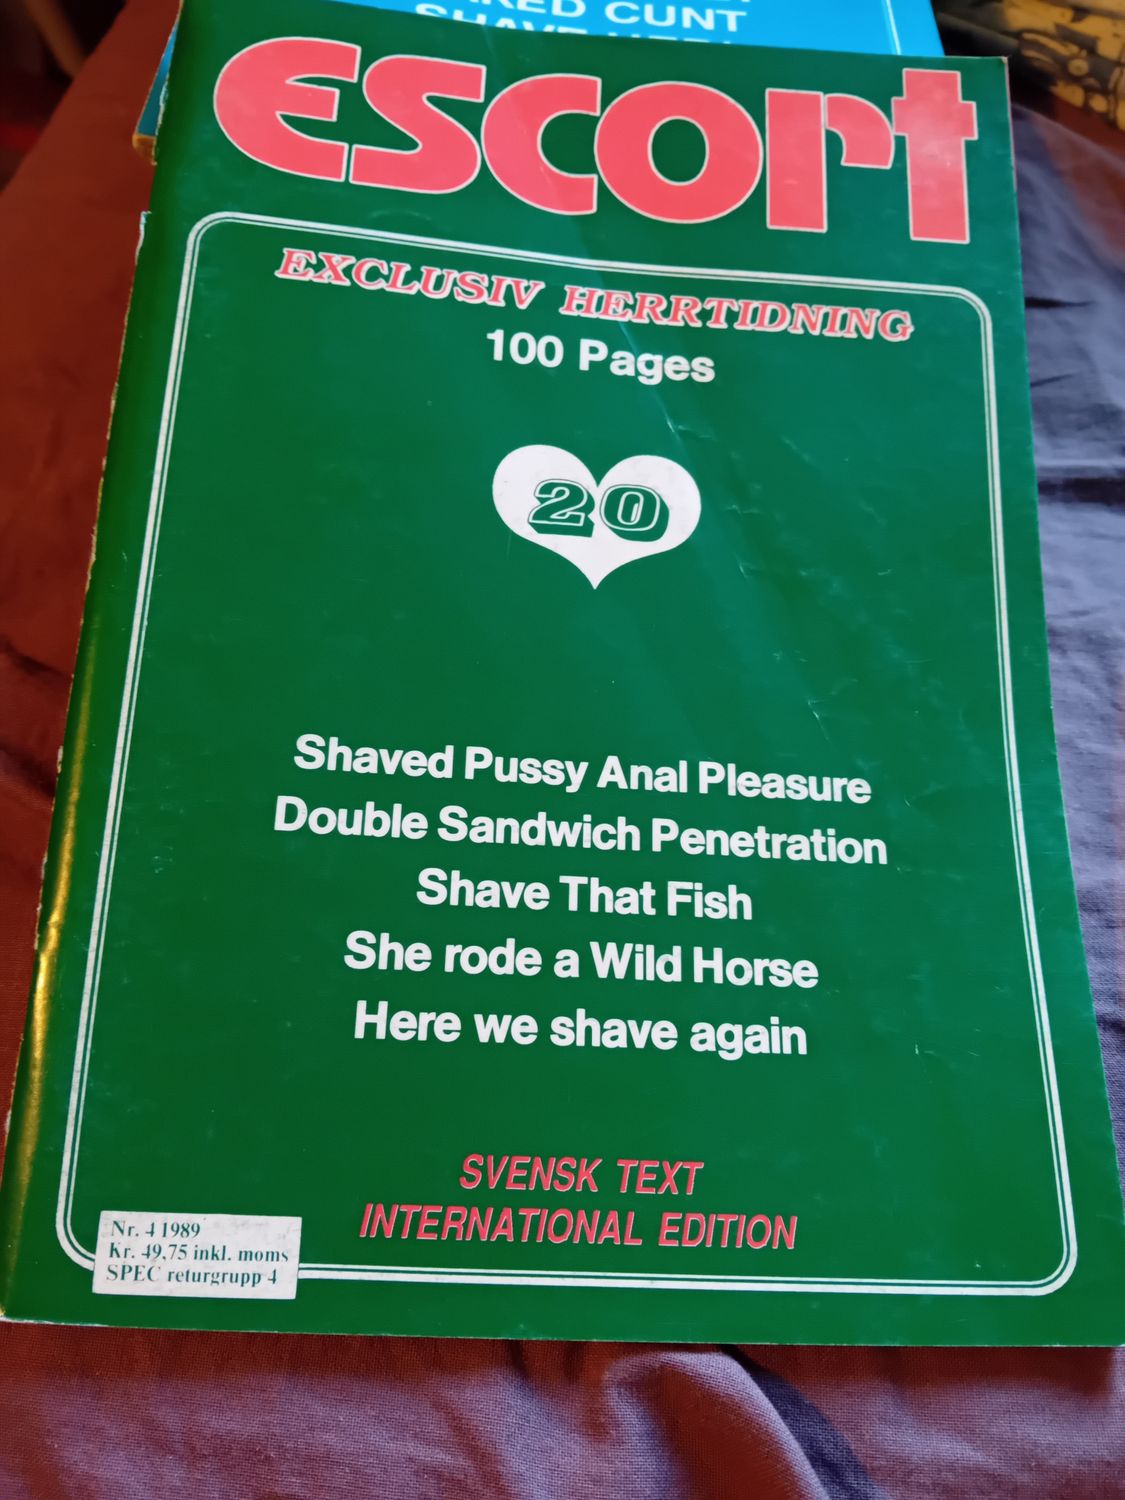 CUNT
escort
EXCLUSIV HERRTIDNING
100 Pages
20
Shaved Pussy Anal Pleasure
Double Sandwich Penetration
Shave That Fish
She rode a Wild Horse
Here we shave again
SVENSK TEXT
INTERNATIONAL EDITION
Nr. 4 1989
Kr. 49,75 inkl. moms
SPEC returgrupp 4